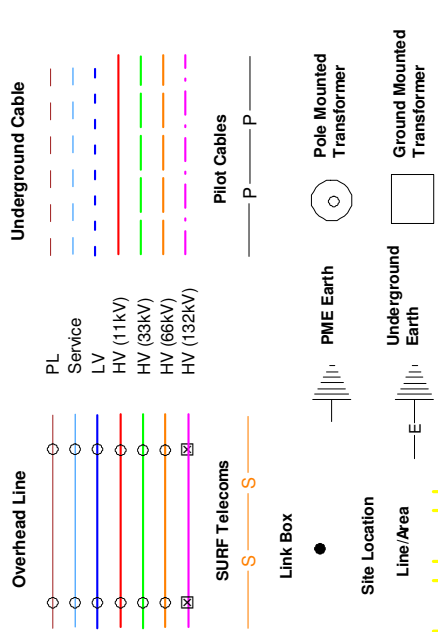 Overhead Line
Underground Cable
PL
Service
LV
HV (11kV)
HV (33kV)
HV (66kV)
HV (132kV)
SURF Telecoms
S S
Pilot Cables
P P
Link Box
PME Earth
Pole Mounted
Transformer
Site Location
Line/Area
E
Underground
Earth
Ground Mounted
Transformer